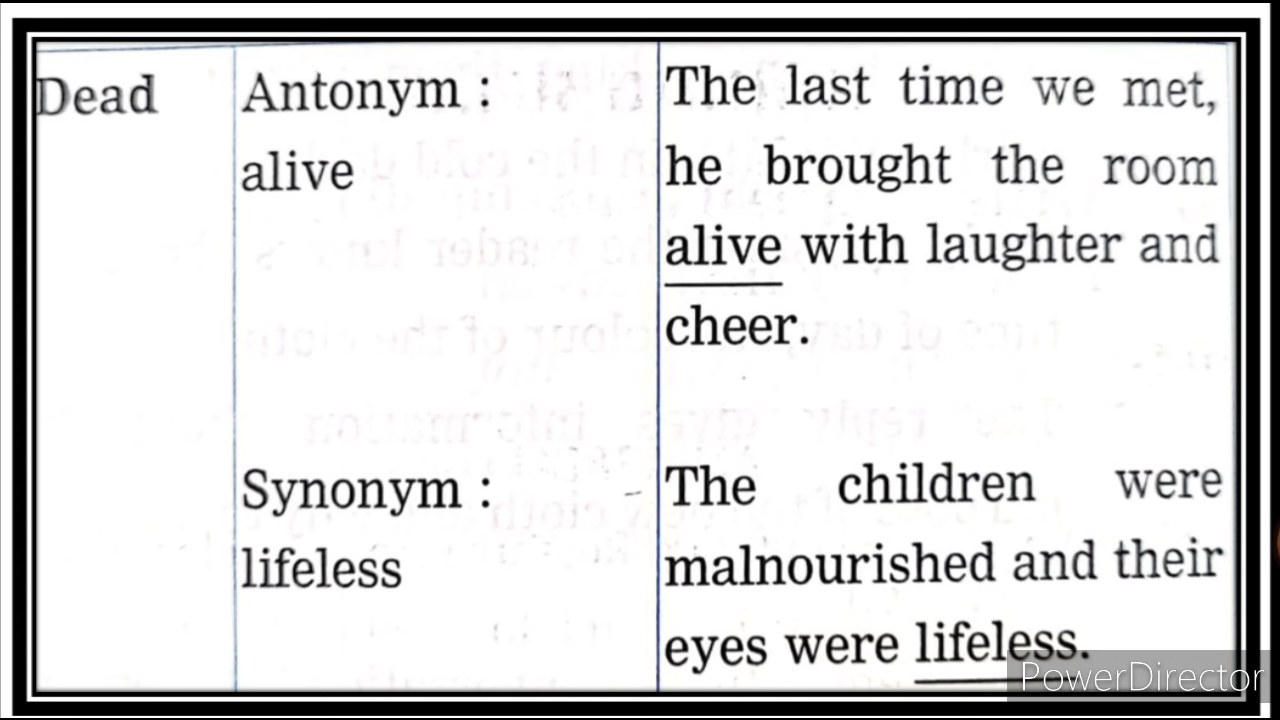 Dead
Antonym :
alive
The last time we met,
he brought the room
alive with laughter and
cheer.
Synonym :
lifeless
The children were
malnourished and their
eyes were lifeless.
PowerDirector